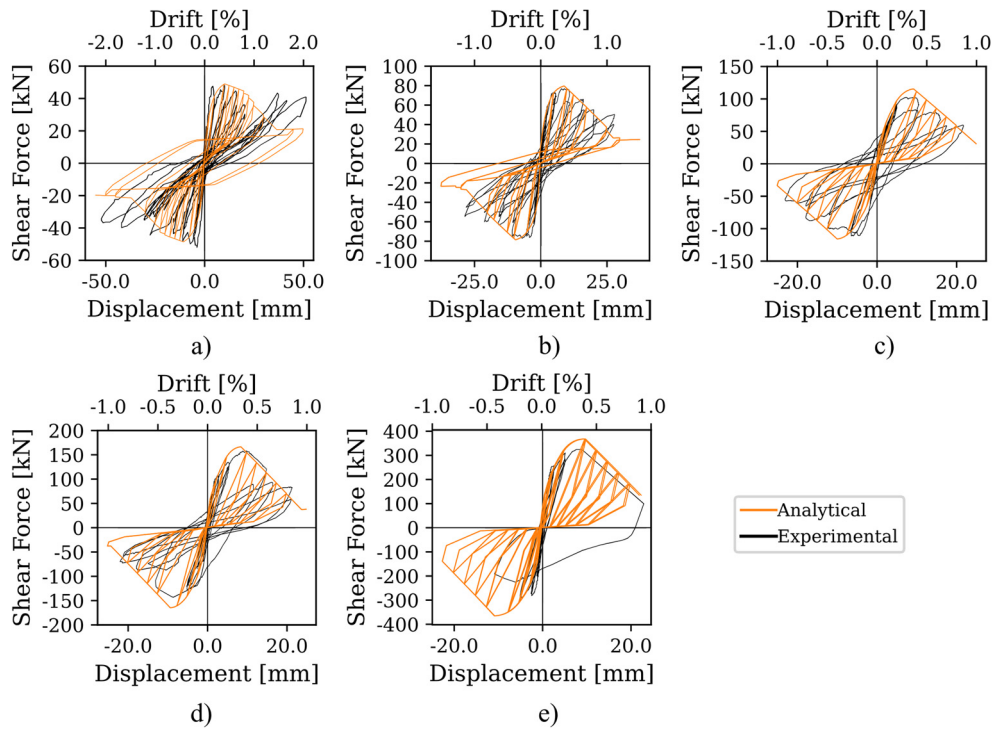 Drift [%]
-2.0 -1.0 0.0 1.0 2.0
Shear Force [kN]
60
40
20
0
-20
-40
-60
-50.0 0.0 50.0
Displacement [mm]
a)
Drift [%]
-1.0 0.0 1.0
Shear Force [kN]
100
80
60
40
20
0
-20
-40
-60
-80
-100
-25.0 0.0 25.0
Displacement [mm]
b)
Drift [%]
-1.0 -0.5 0.0 0.5 1.0
Shear Force [kN]
150
100
50
0
-50
-100
-150
-20.0 0.0 20.0
Displacement [mm]
c)
Drift [%]
-1.0 -0.5 0.0 0.5 1.0
Shear Force [kN]
200
150
100
50
0
-50
-100
-150
-200
-20.0 0.0 20.0
Displacement [mm]
d)
Drift [%]
-1.0 -0.5 0.0 0.5 1.0
Shear Force [kN]
400
300
200
100
0
-100
-200
-300
-400
-20.0 0.0 20.0
Displacement [mm]
e)
Analytical
Experimental